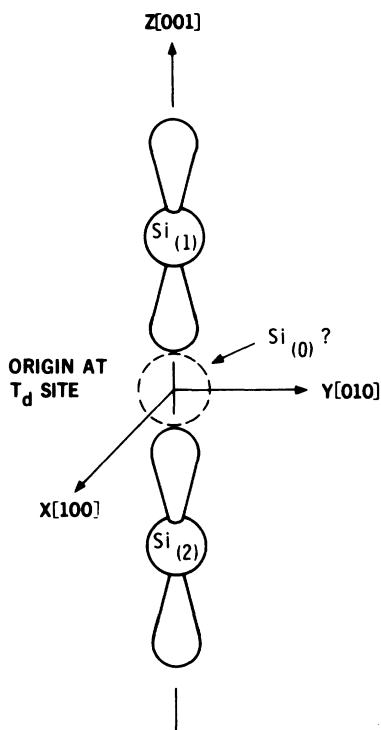 Z[001]
Si (1)
Si (0) ?
ORIGIN AT
Td SITE
Y[010]
X[100]
Si (2)